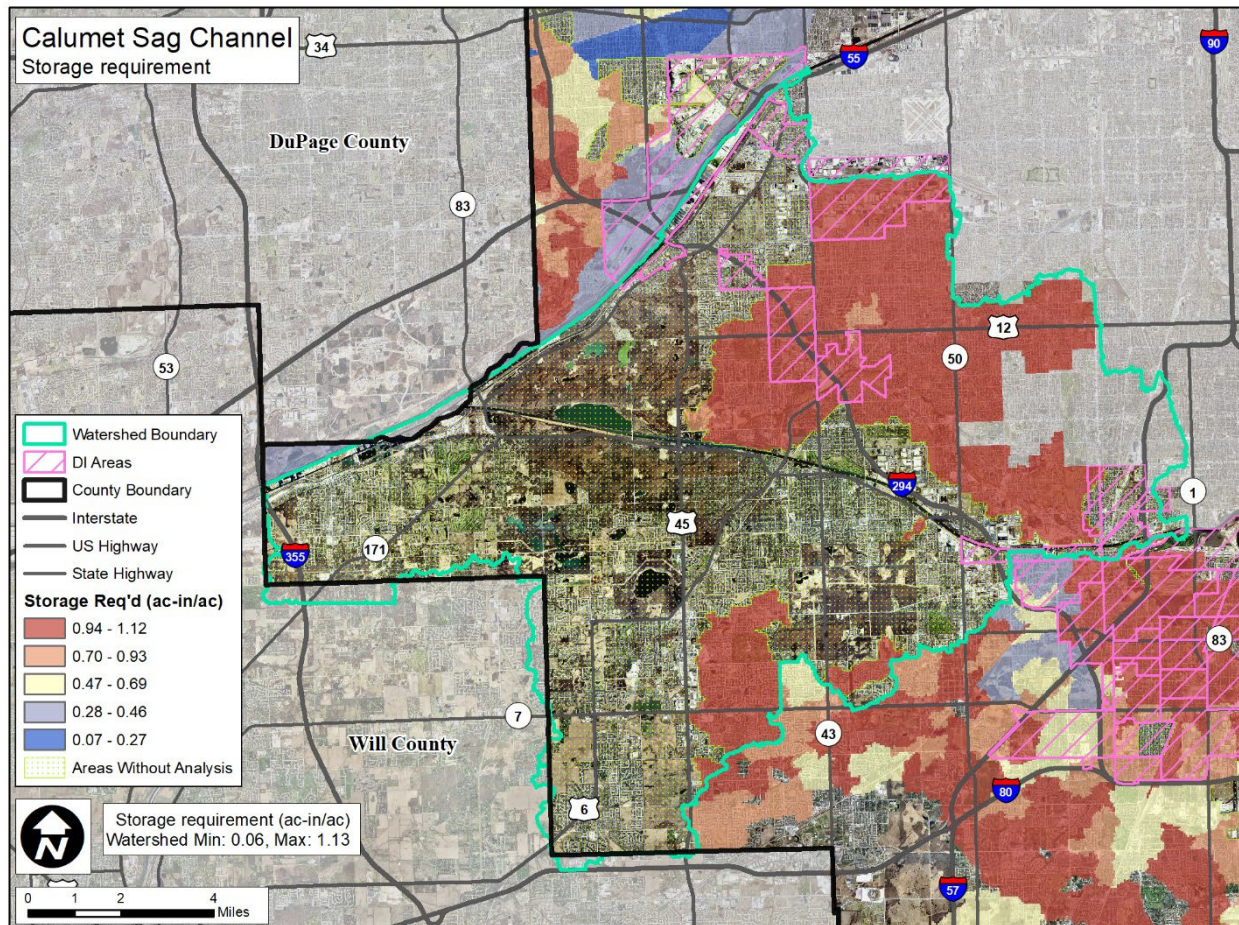 Calumet Sag Channel
Storage requirement
34
55
90
DuPage County
83
12
53
50
Watershed Boundary
DI Areas
County Boundary
Interstate
US Highway
State Highway
Storage Req'd (ac-in/ac)
0.94 - 1.12
0.70 - 0.93
0.47 - 0.69
0.28 - 0.46
0.07 - 0.27
Areas Without Analysis
294
1
45
171
355
83
7
43
Will County
6
80
57
N
Storage requirement (ac-in/ac)
Watershed Min: 0.06, Max: 1.13
0 2 4
Miles